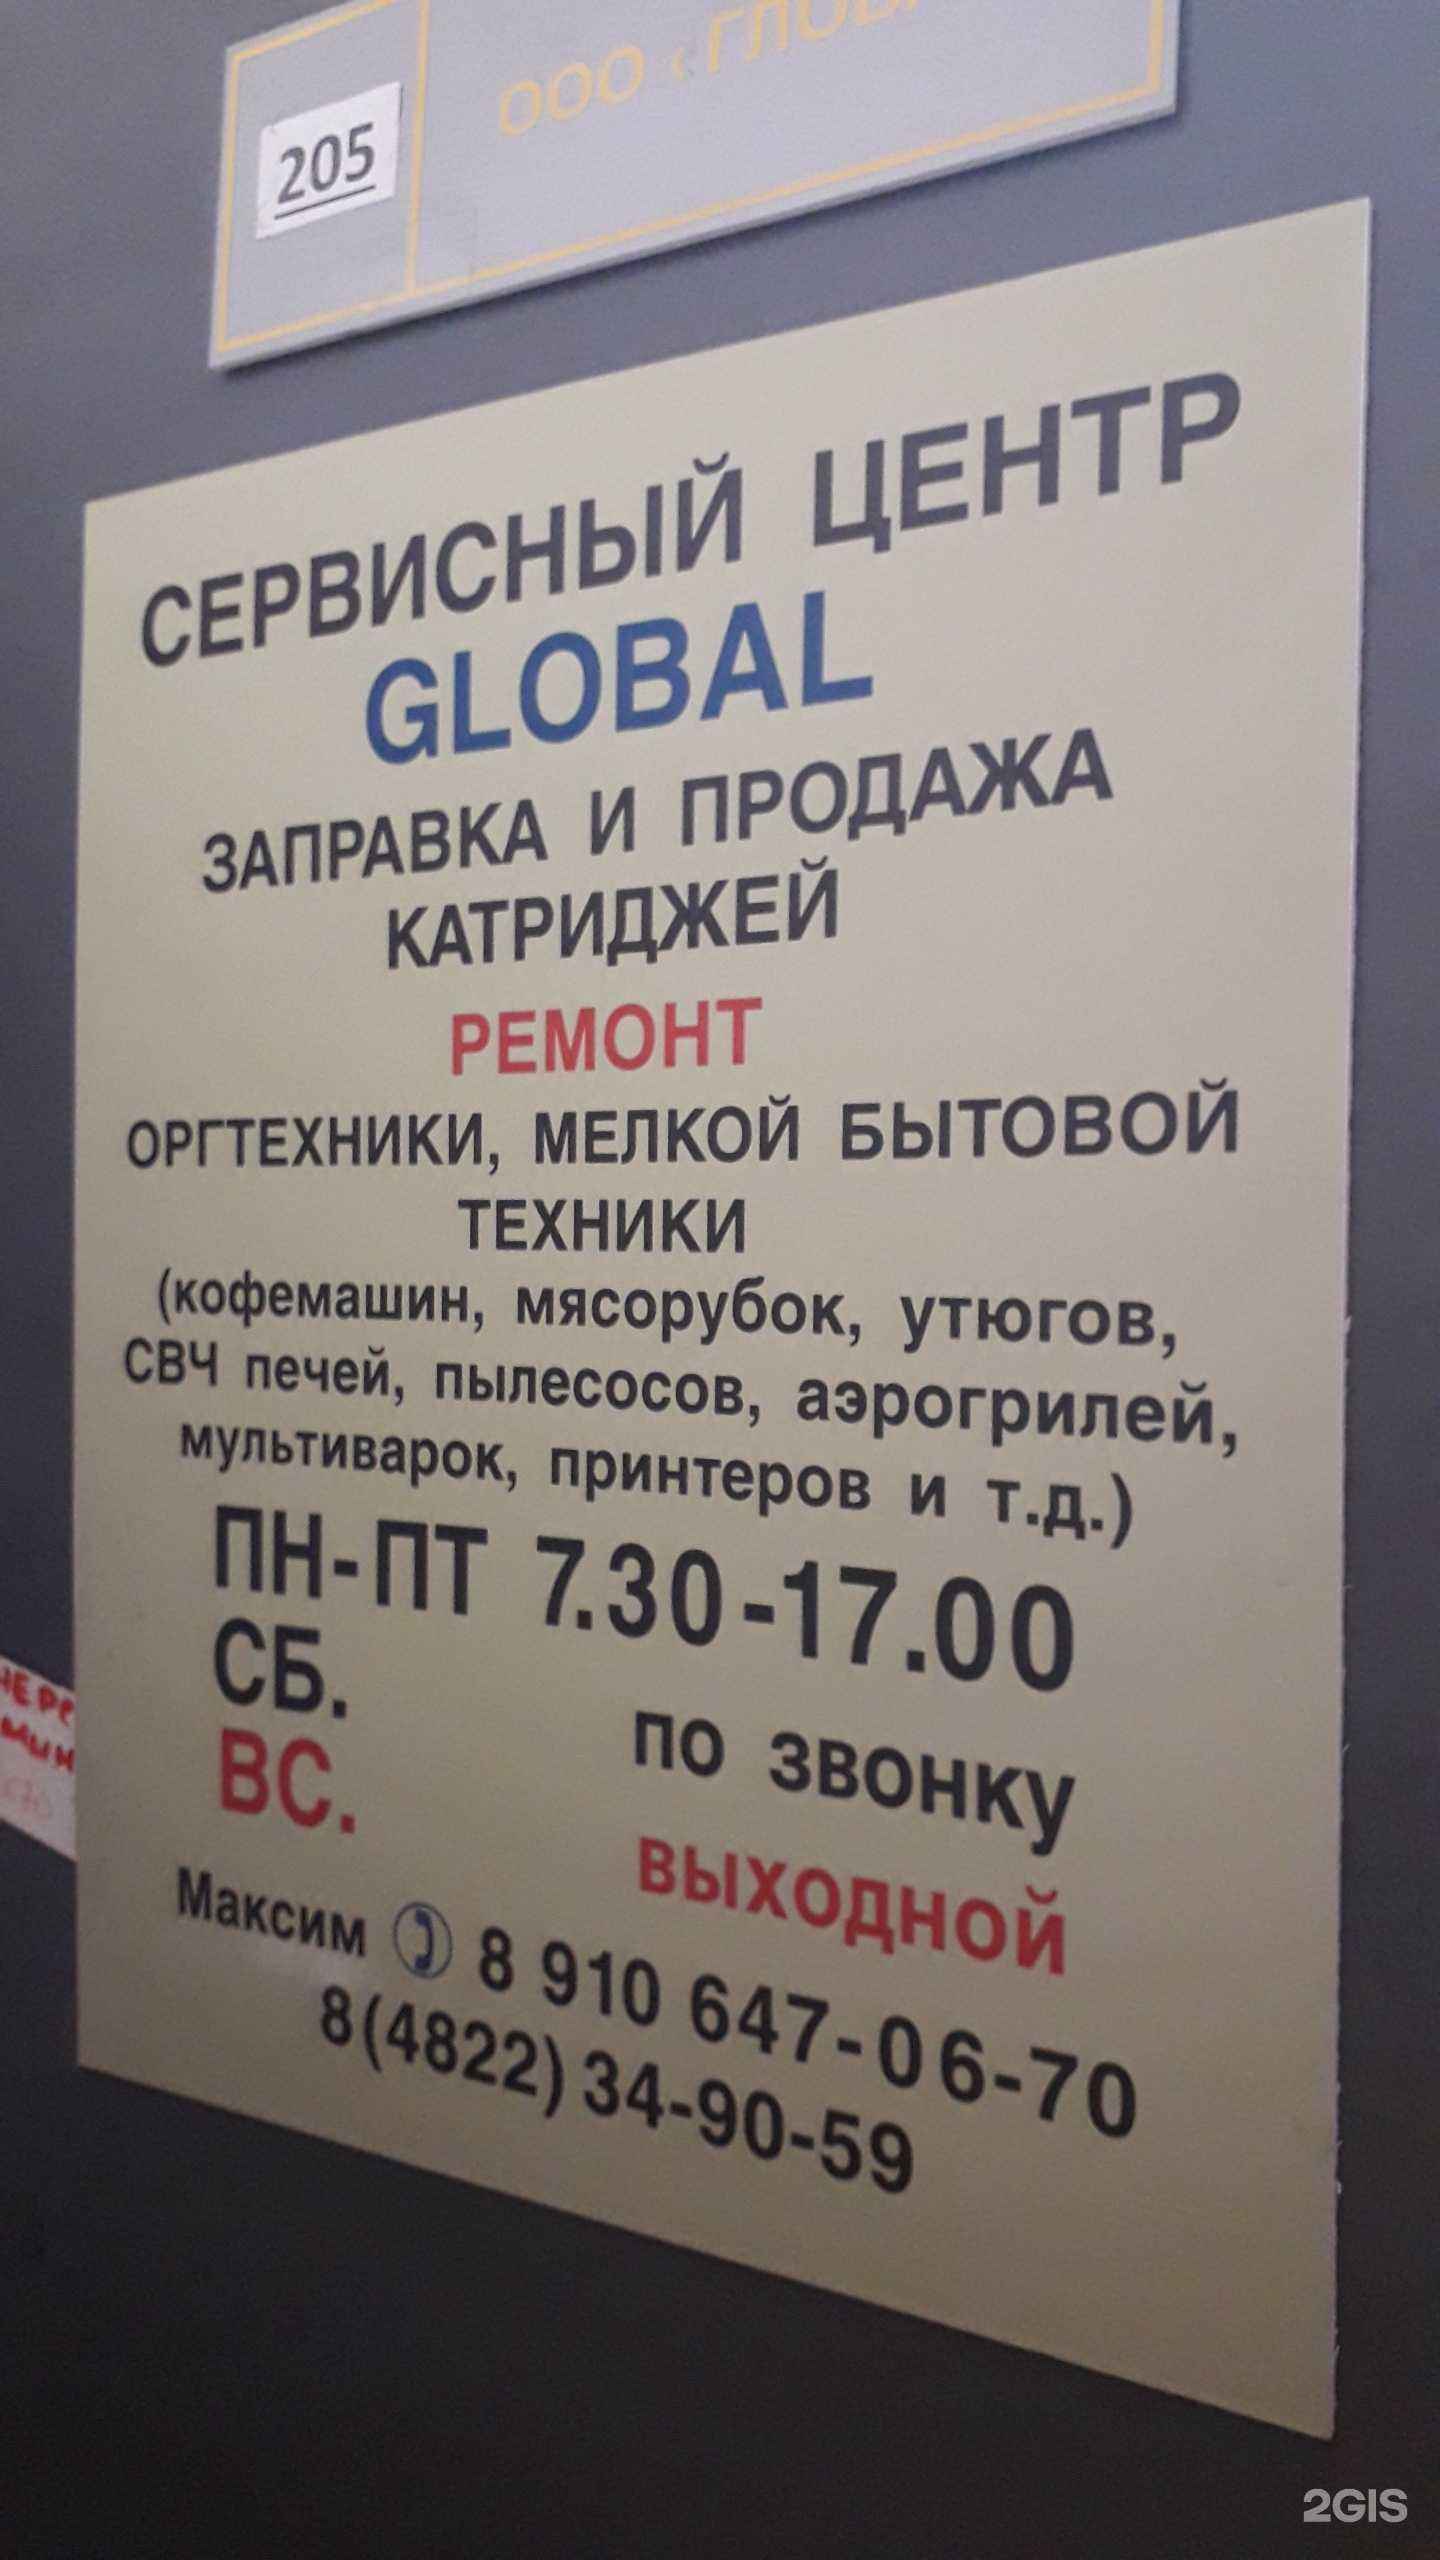 205
ООО
СЕРВИСНЫЙ ЦЕНТР
GLOBAL
ЗАПРАВКА И ПРОДАЖА
КАТРИДЖЕЙ
РЕМОНТ
ОРГТЕХНИКИ, МЕЛКОЙ БЫТОВОЙ
ТЕХНИКИ
(кофемашин, мясорубок, утюгов,
СВЧ печей, пылесосов, аэрогрилей,
мультиварок, принтеров и т.д.)
ПН-ПТ 7.30-17.00
СБ. по звонку
ВС. выходной
Максим 8 910 647-06-70
8(4822)34-90-59
2GIS